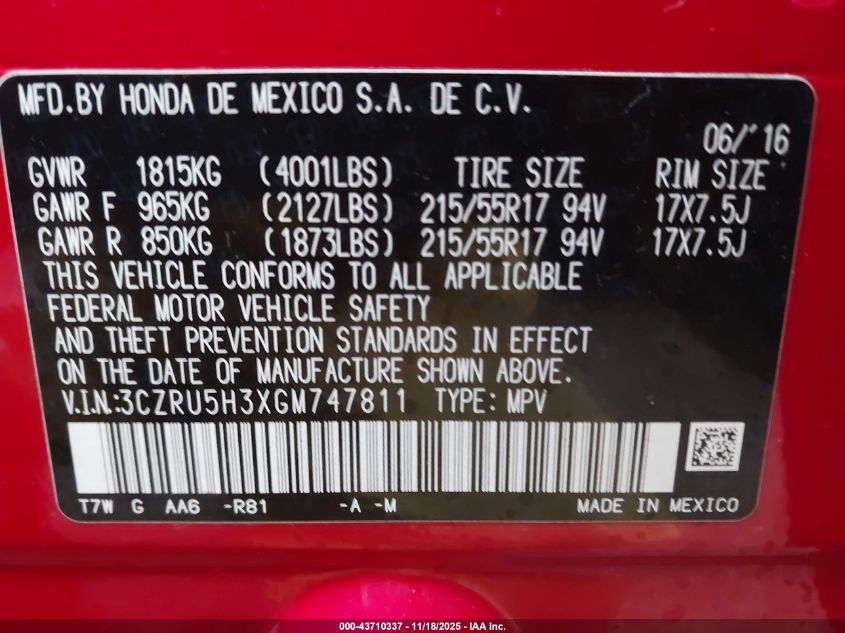 MFD.BY HONDA DE MEXICO S.A. DE C.V.
06/'16
GVWR 1815KG (4001LBS) TIRE SIZE RIM SIZE
GAWR F 965KG (2127LBS) 215/55R17 94V 17X7.5J
GAWR R 850KG (1873LBS) 215/55R17 94V 17X7.5J
THIS VEHICLE CONFORMS TO ALL APPLICABLE
FEDERAL MOTOR VEHICLE SAFETY
AND THEFT PREVENTION STANDARDS IN EFFECT
ON THE DATE OF MANUFACTURE SHOWN ABOVE.
V.I.N.:3CZRU5H3XGM747811 TYPE: MPV
T7W G AA6 -R81 -A -M MADE IN MEXICO
000-43710337 - 11/18/2025 - IAA Inc.